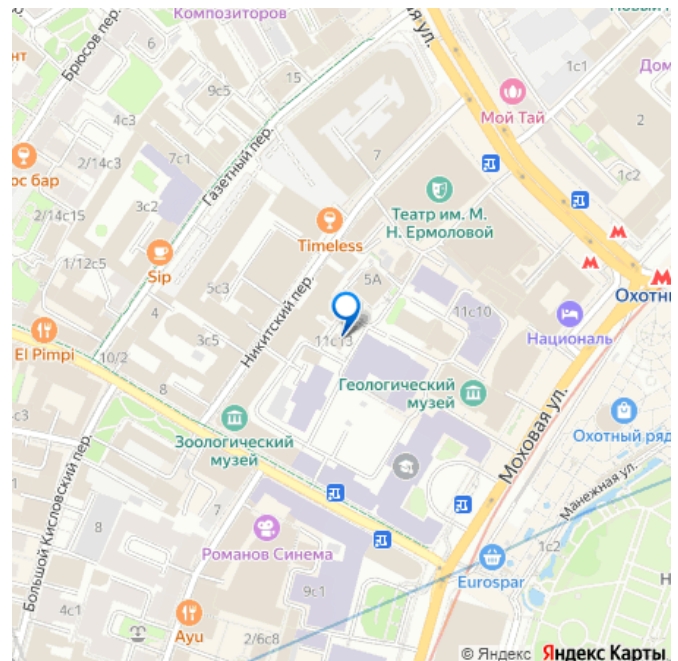 Композиторов
Брюсов пер.
6
15
9с5
ая ул.
1с1
Дом
Мой Тай
2
4с3
нт
ос бар
2/14с3
7с1
Газетный пер.
7
1с2
2/14с15
3с2
Театр им. М.
Н. Ермоловой
Timeless
1/12с5
Sip
5А
Охотн
4
3с5
Никитский пер.
11с10
11с13
Националь
El Pimpi
10/2
8
Геологический
музей
Моховая ул.
Зоологический
музей
Охотный ряд
Большой Кисловский пер.
Манежная ул.
7
8
Романов Синема
1с2
Н
Eurospar
9с1
4с1
Ayu
2/6с8
© Яндекс Яндекс Карты